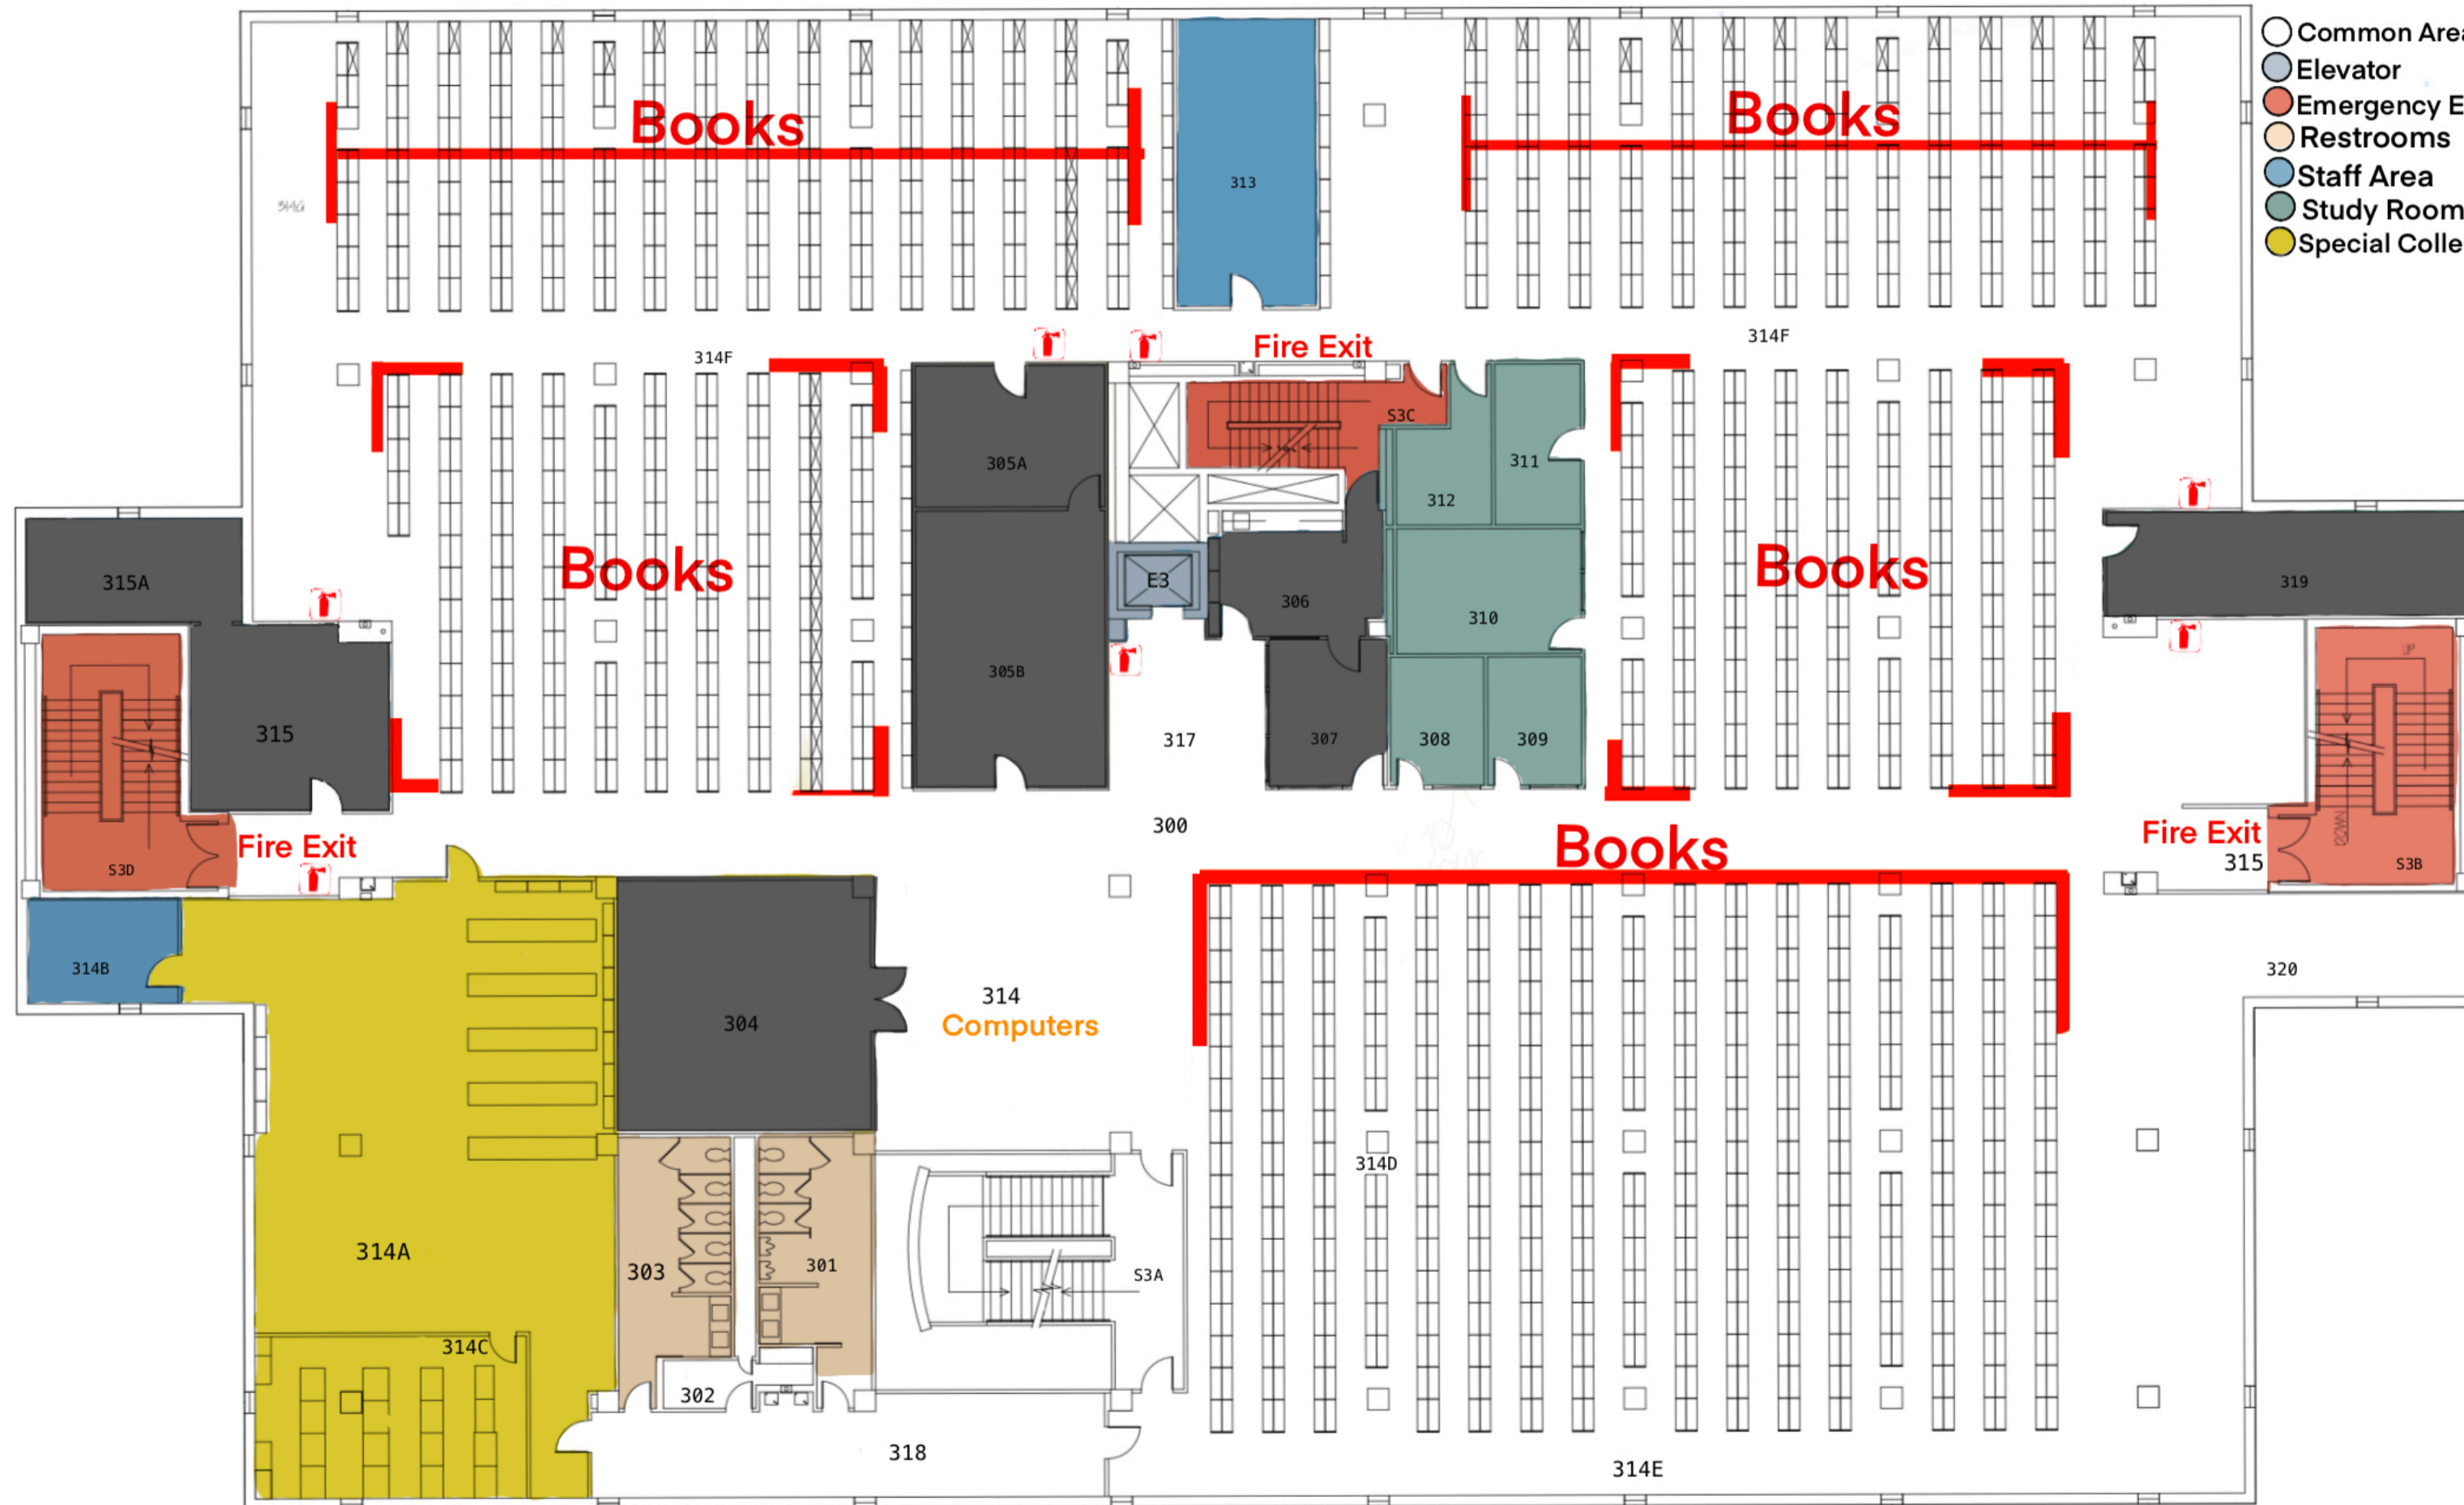 Common Area
Elevator
Emergency E
Restrooms
Staff Area
Study Room
Special Colle
Books
Books
313
314G
Fire Exit
314F
314F
305A
S3C
311
312
Books
Books
315A
E3
306
310
319
305B
UP
315
317
307
308
309
300
Fire Exit
Books
Fire Exit
315
S3D
S3B
314B
314
320
304
Computers
314D
314A
303
301
S3A
314C
302
318
314E